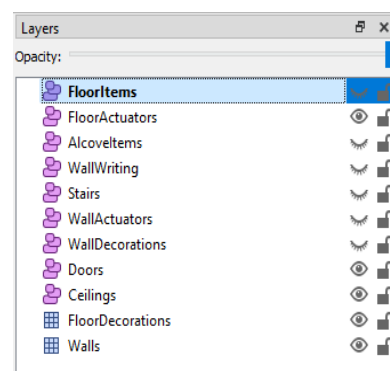 Layers
Opacity:
FloorItems
FloorActuators
AlcoveItems
WallWriting
Stairs
WallActuators
WallDecorations
Doors
Ceilings
FloorDecorations
Walls